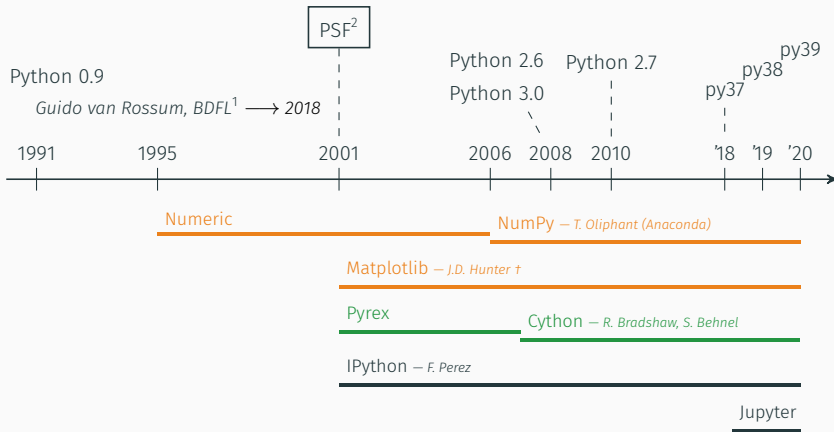 PSF²
Python 2.6 Python 2.7 py39
py38
Python 0.9
Python 3.0 py37
Guido van Rossum, BDFL¹ ⟶ 2018
1991 1995 2001 2006 2008 2010 '18 '19 '20
Numeric
NumPy — T. Oliphant (Anaconda)
Matplotlib — J.D. Hunter †
Pyrex
Cython — R. Bradshaw, S. Behnel
IPython — F. Perez
Jupyter